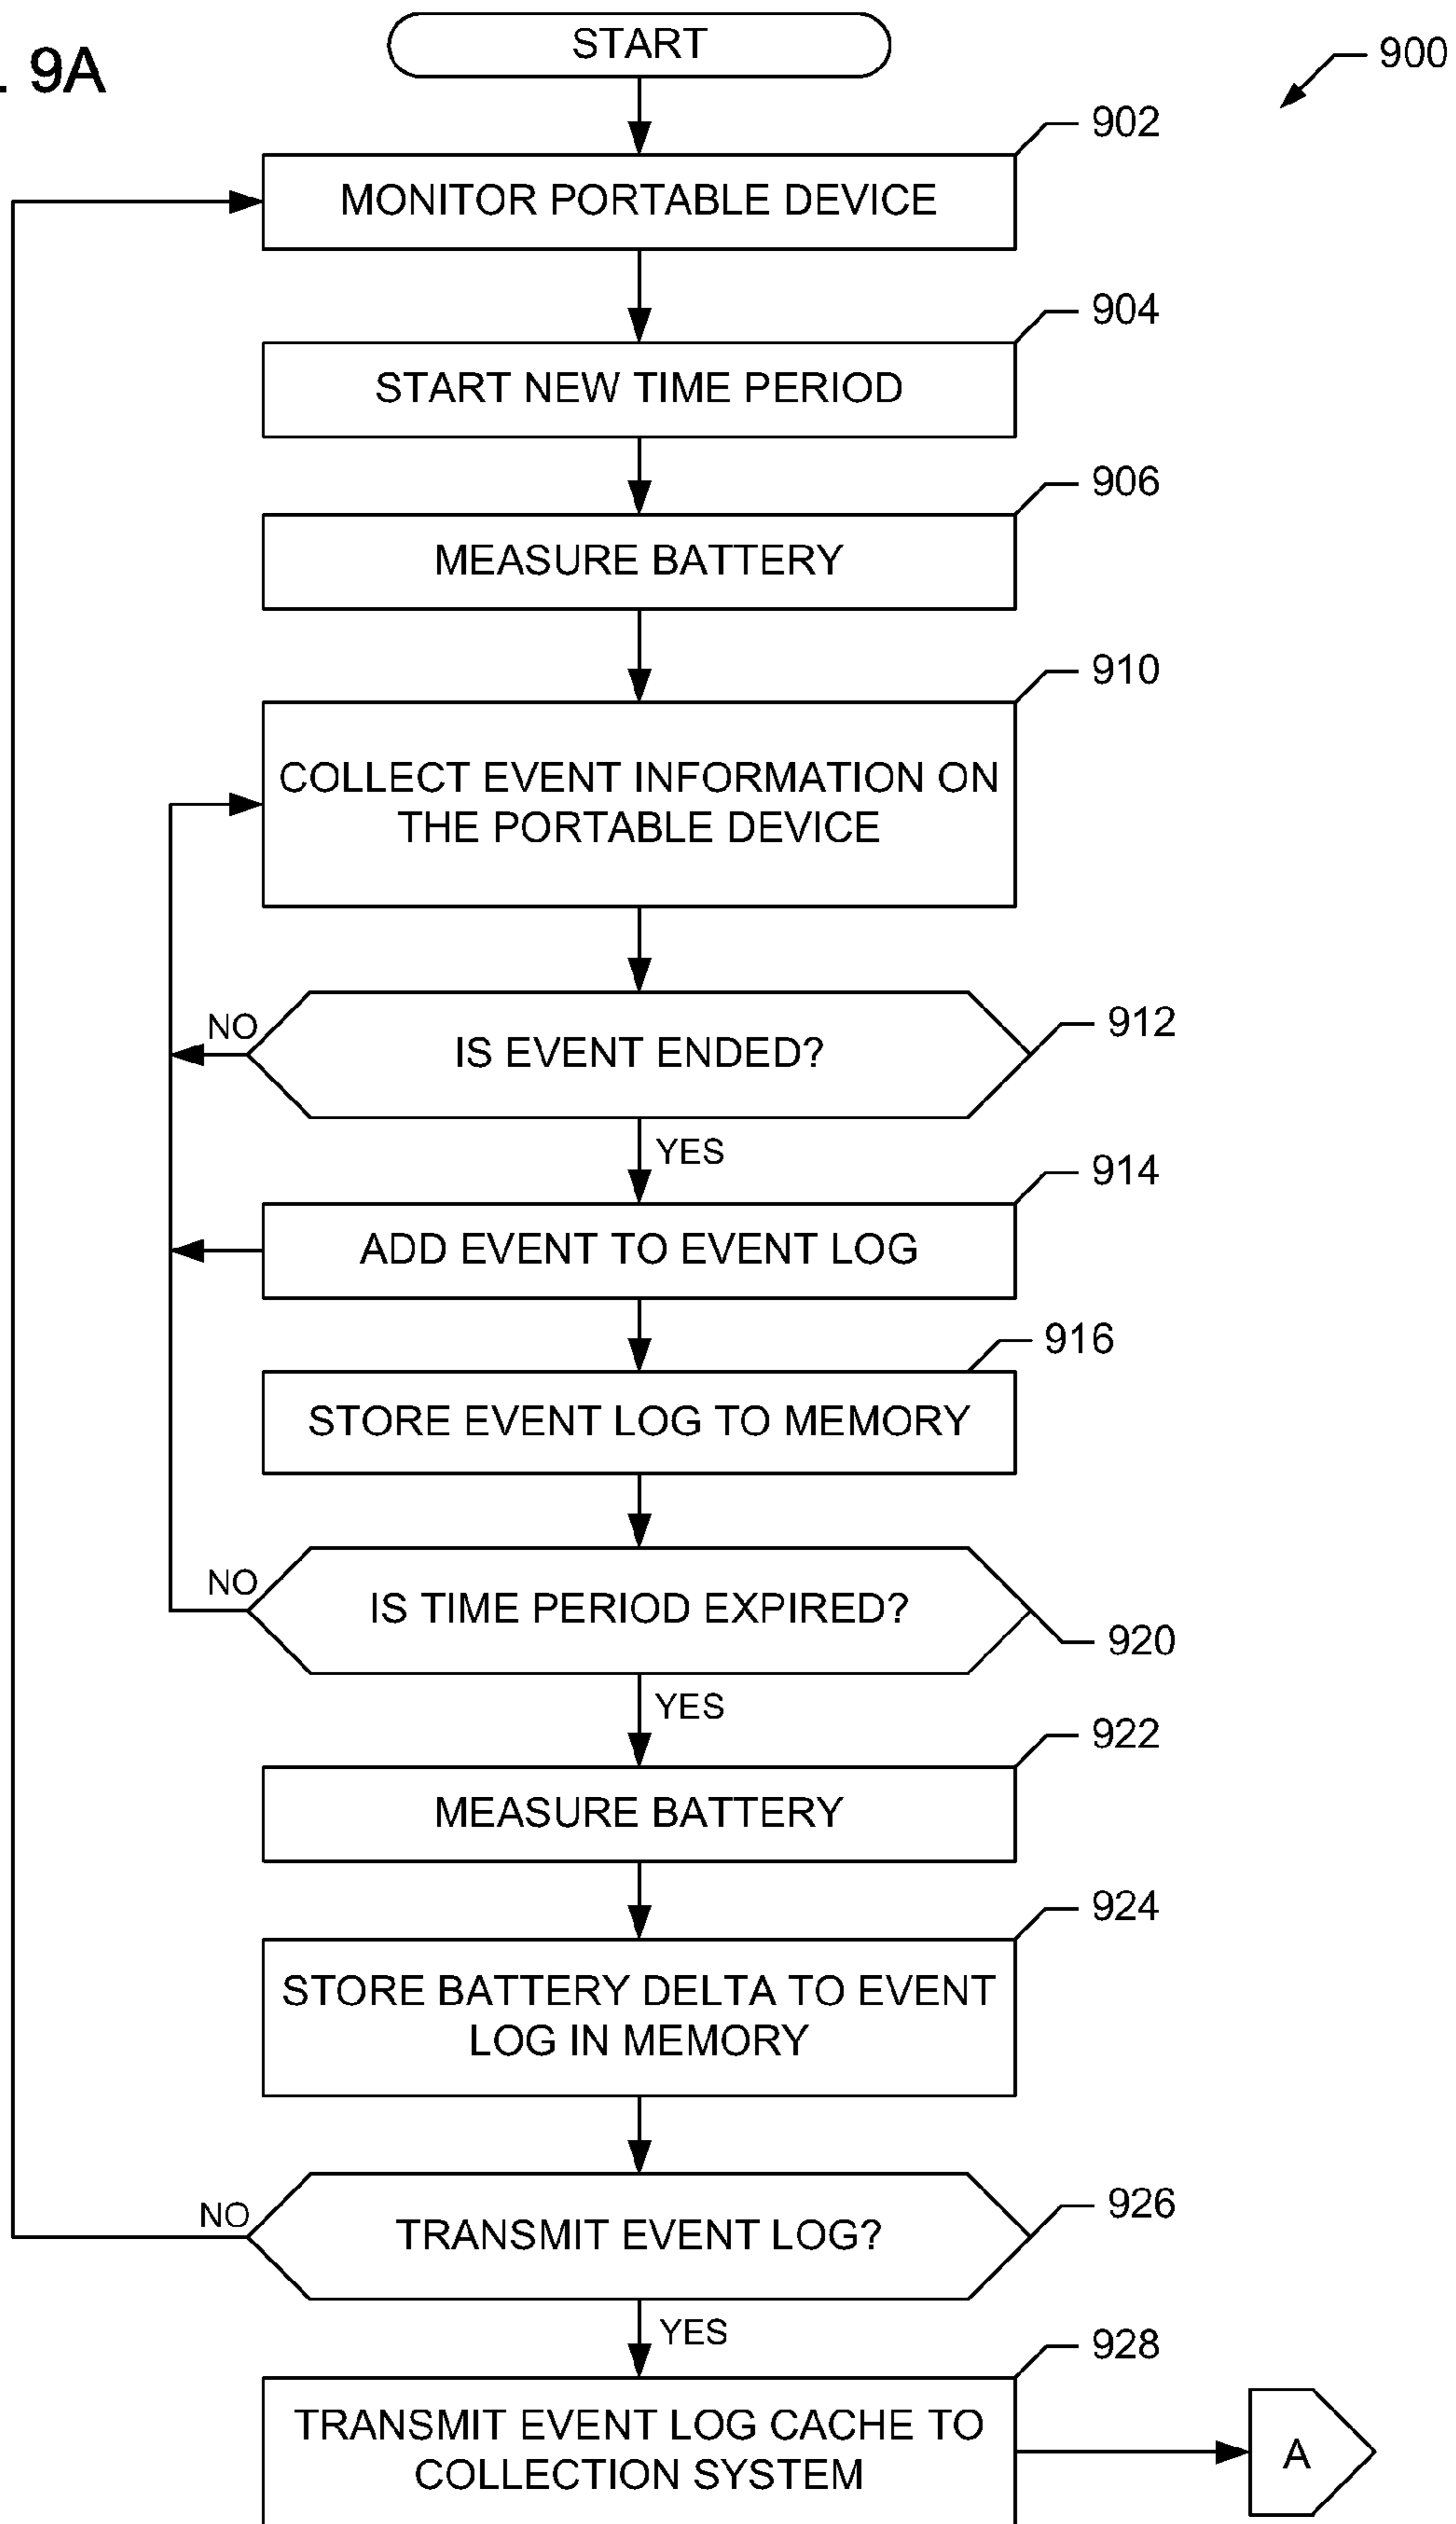 . 9A
START
900
902
MONITOR PORTABLE DEVICE
904
START NEW TIME PERIOD
906
MEASURE BATTERY
910
COLLECT EVENT INFORMATION ON
THE PORTABLE DEVICE
912
NO
IS EVENT ENDED?
YES
914
ADD EVENT TO EVENT LOG
916
STORE EVENT LOG TO MEMORY
NO
IS TIME PERIOD EXPIRED?
920
YES
922
MEASURE BATTERY
924
STORE BATTERY DELTA TO EVENT
LOG IN MEMORY
926
NO
TRANSMIT EVENT LOG?
YES
928
TRANSMIT EVENT LOG CACHE TO
COLLECTION SYSTEM
A